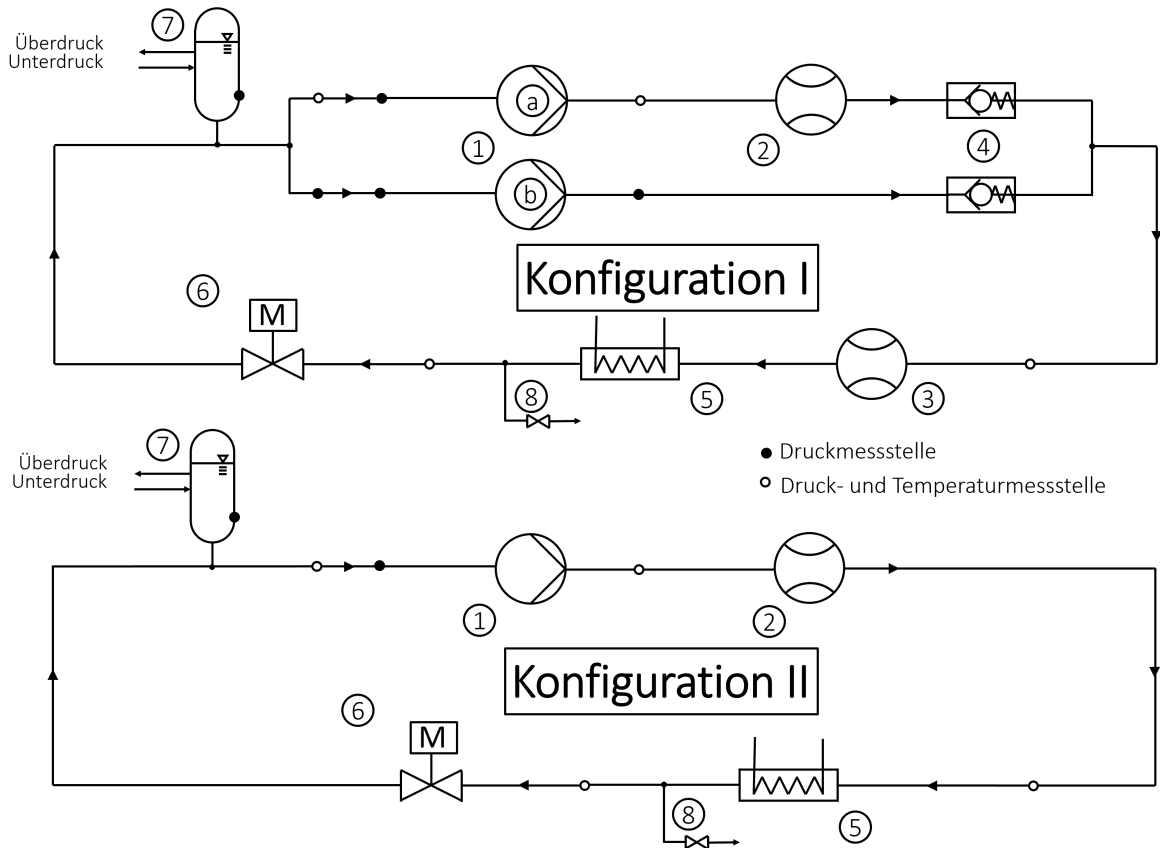 7
Überdruck
Unterdruck
a
1
2
4
b
Konfiguration I
6
M
8
5
3
7
Überdruck
Unterdruck
Druckmessstelle
Druck- und Temperaturmessstelle
1
2
Konfiguration II
6
M
8
5